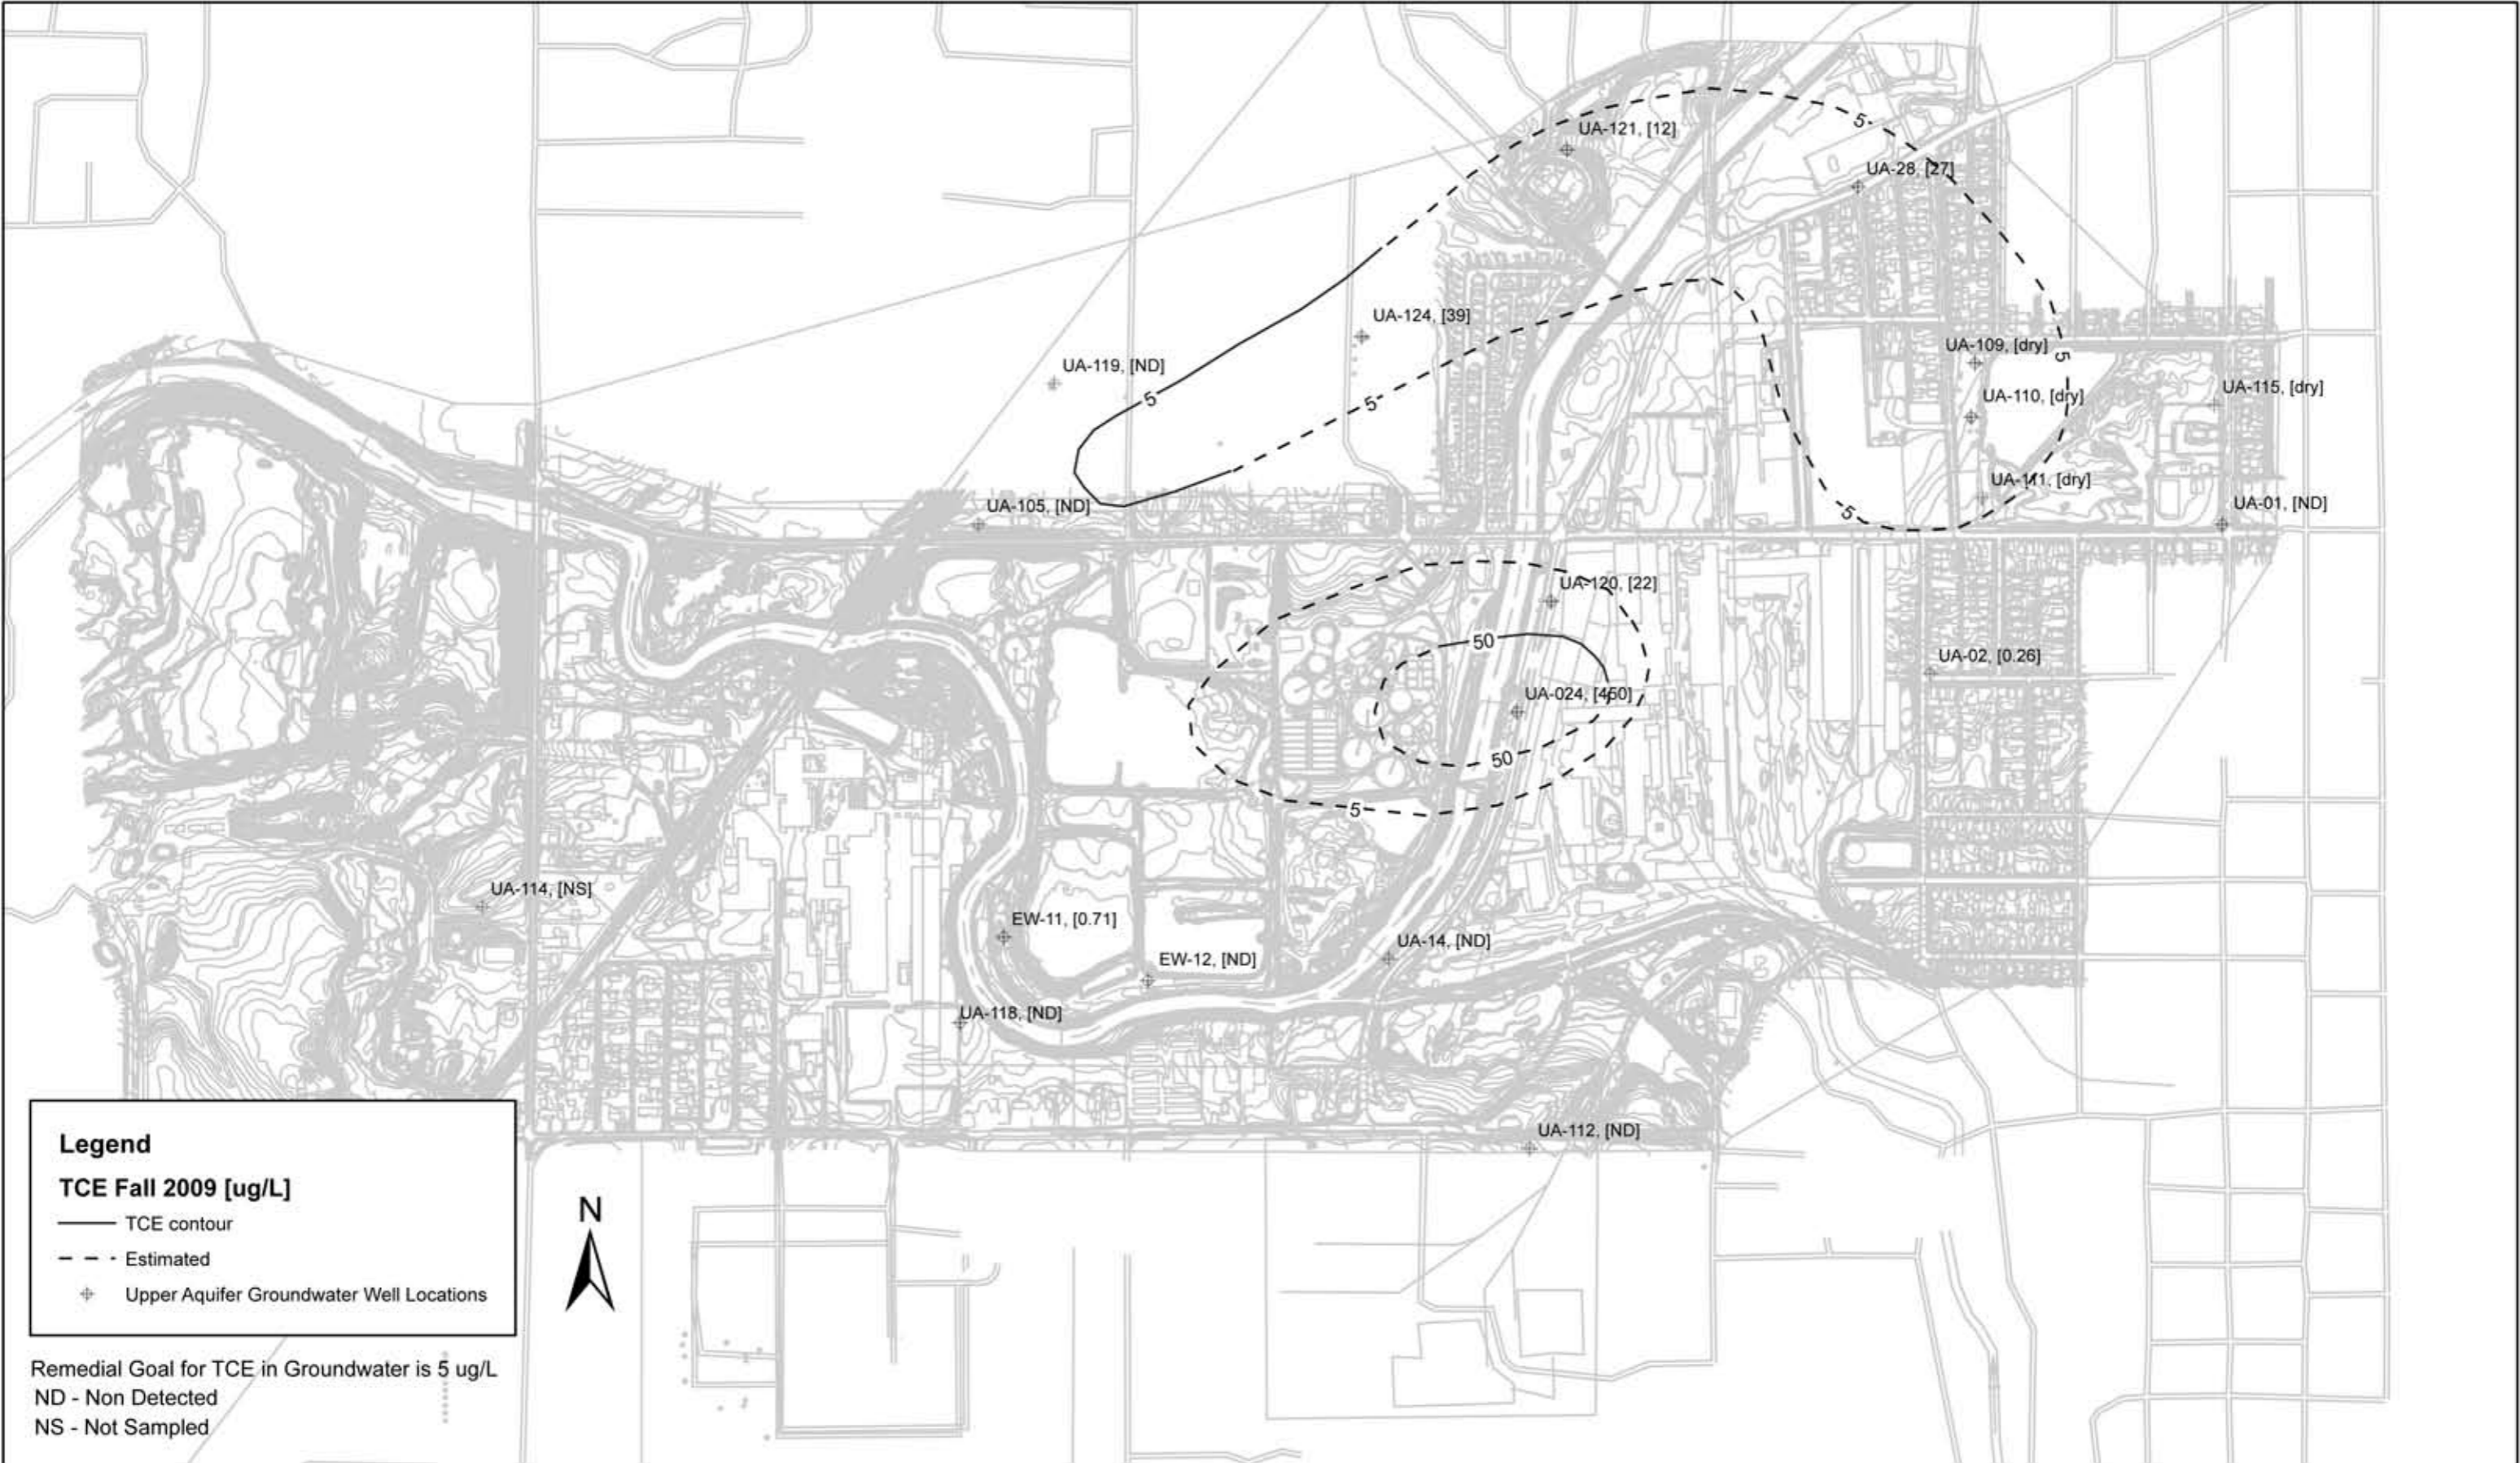 5-
UA-121, [12]
UA-28, [27]
UA-124, [39]
UA-109, [dry]
5
UA-119, [ND]
UA-110, [dry]
UA-115, [dry]
5
5-
UA-111, [dry]
UA-105, [ND]
UA-01, [ND]
-5
UA-120, [22]
50
UA-02, [0.26]
UA-024, [450]
50
5
UA-114, [NS]
EW-11, [0.71]
UA-14, [ND]
EW-12, [ND]
UA-118, [ND]
UA-112, [ND]
Legend
TCE Fall 2009 [ug/L]
TCE contour
Estimated
Upper Aquifer Groundwater Well Locations
N
Remedial Goal for TCE in Groundwater is 5 ug/L
ND - Non Detected
NS - Not Sampled